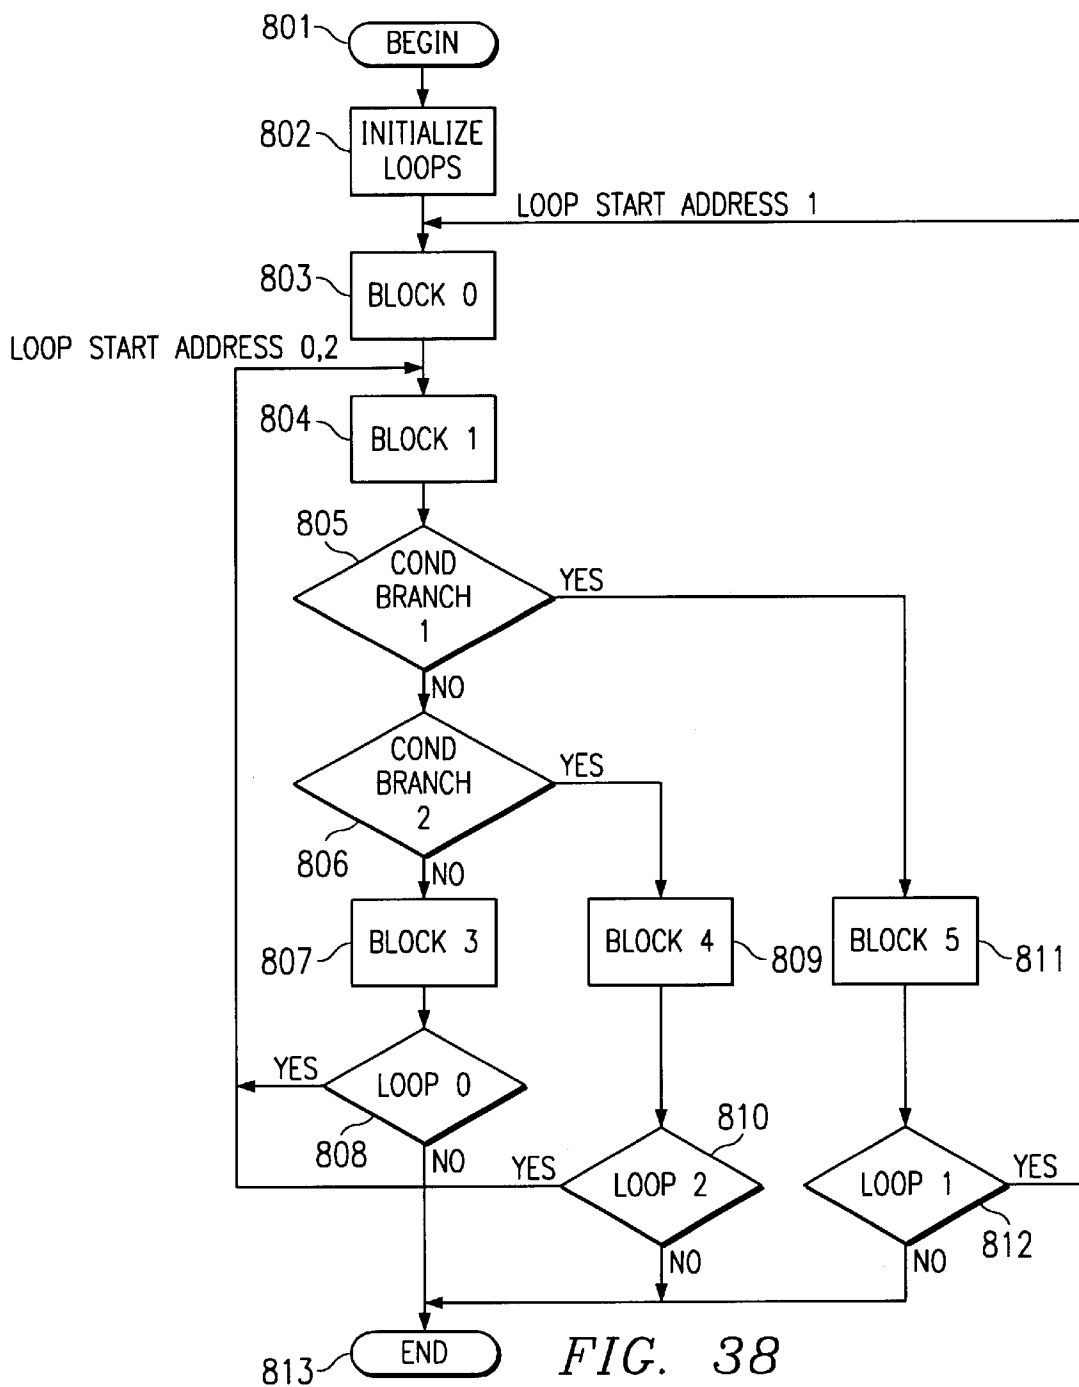 801
BEGIN
802
INITIALIZE
LOOPS
LOOP START ADDRESS 1
803
BLOCK 0
LOOP START ADDRESS 0,2
804
BLOCK 1
805
COND
BRANCH
1
YES
NO
COND
BRANCH
2
YES
806
NO
BLOCK 3
807
BLOCK 4
809
BLOCK 5
811
YES
LOOP 0
808
NO
YES
LOOP 2
810
NO
LOOP 1
YES
812
NO
END
813
FIG. 38